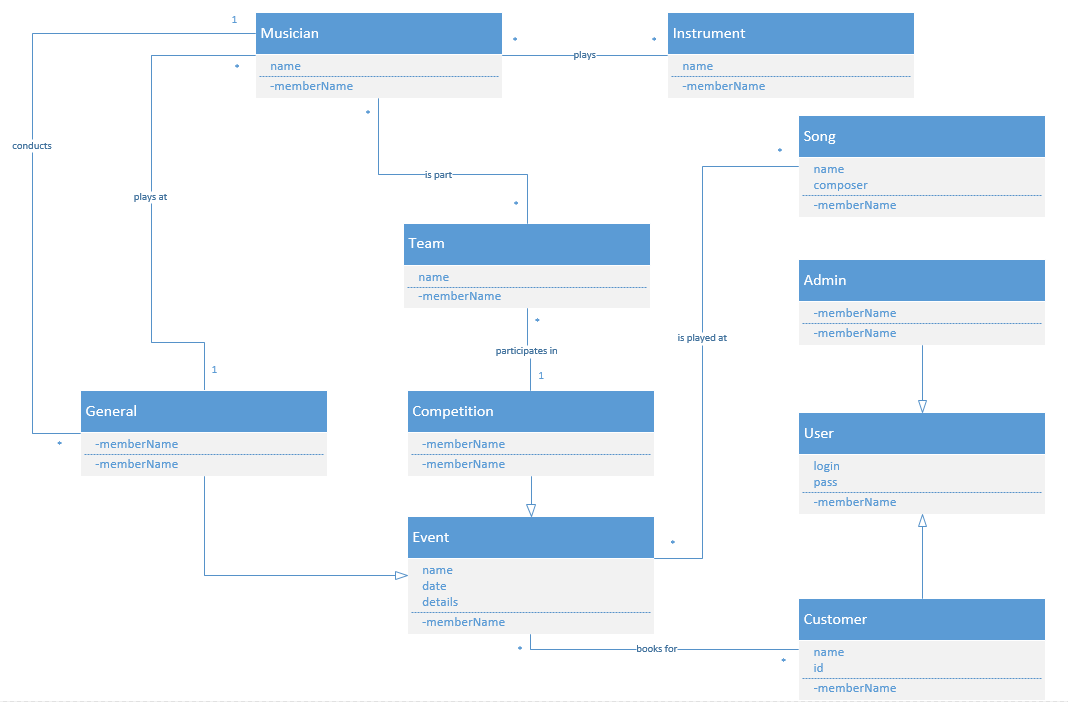 1
Musician
name
-memberName
*
*
plays
*
Instrument
name
-memberName
*
conducts
plays at
is part
*
Team
name
-memberName
*
participates in
1
*
Song
name
composer
-memberName
is played at
Admin
-memberName
-memberName
1
General
-memberName
-memberName
*
Competition
-memberName
-memberName
User
login
pass
-memberName
Event
name
date
details
-memberName
*
*
books for
*
Customer
name
id
-memberName